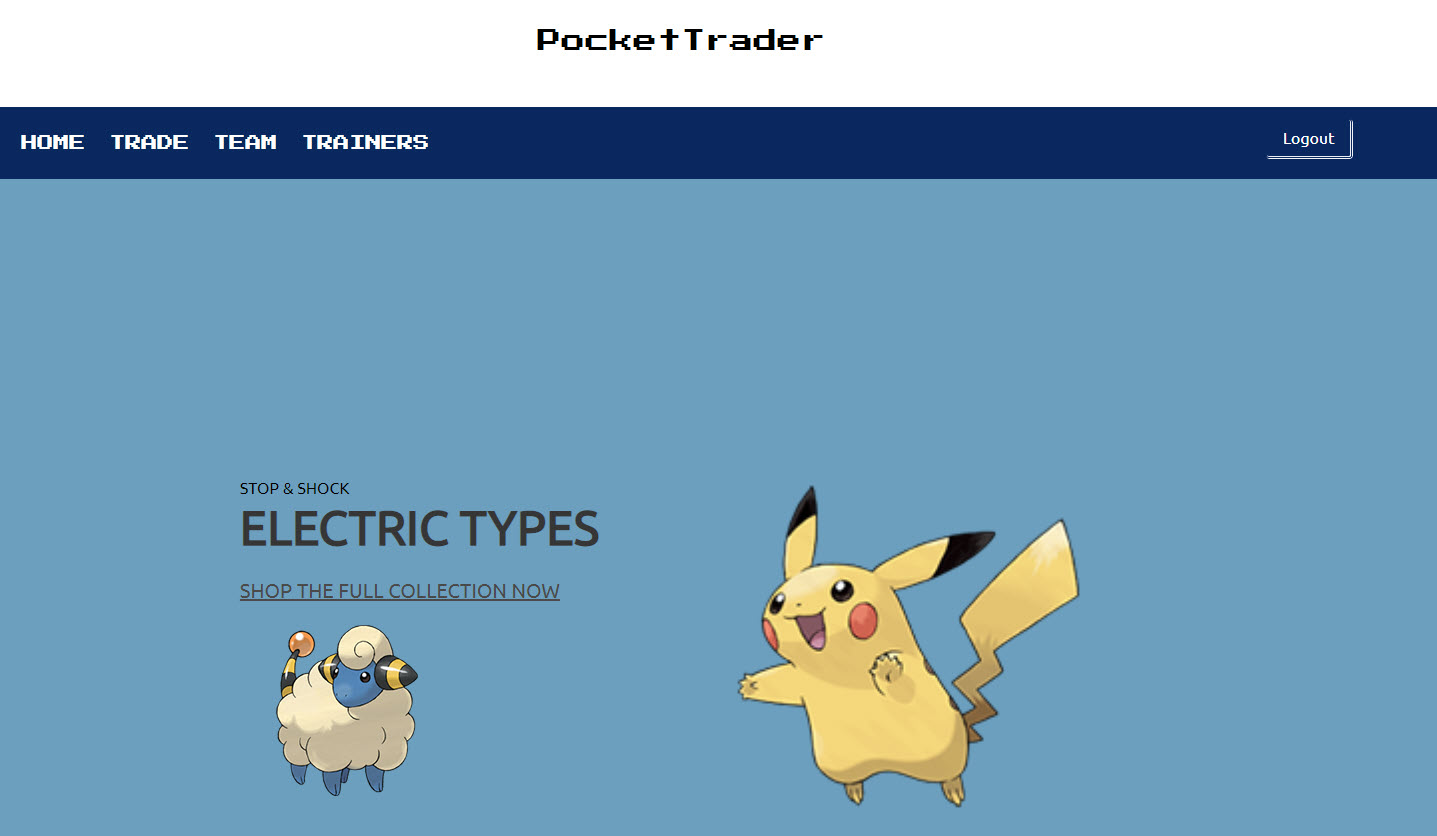 PocketTrader
HOME TRADE TEAM TRAINERS Logout
STOP & SHOCK
ELECTRIC TYPES
SHOP THE FULL COLLECTION NOW